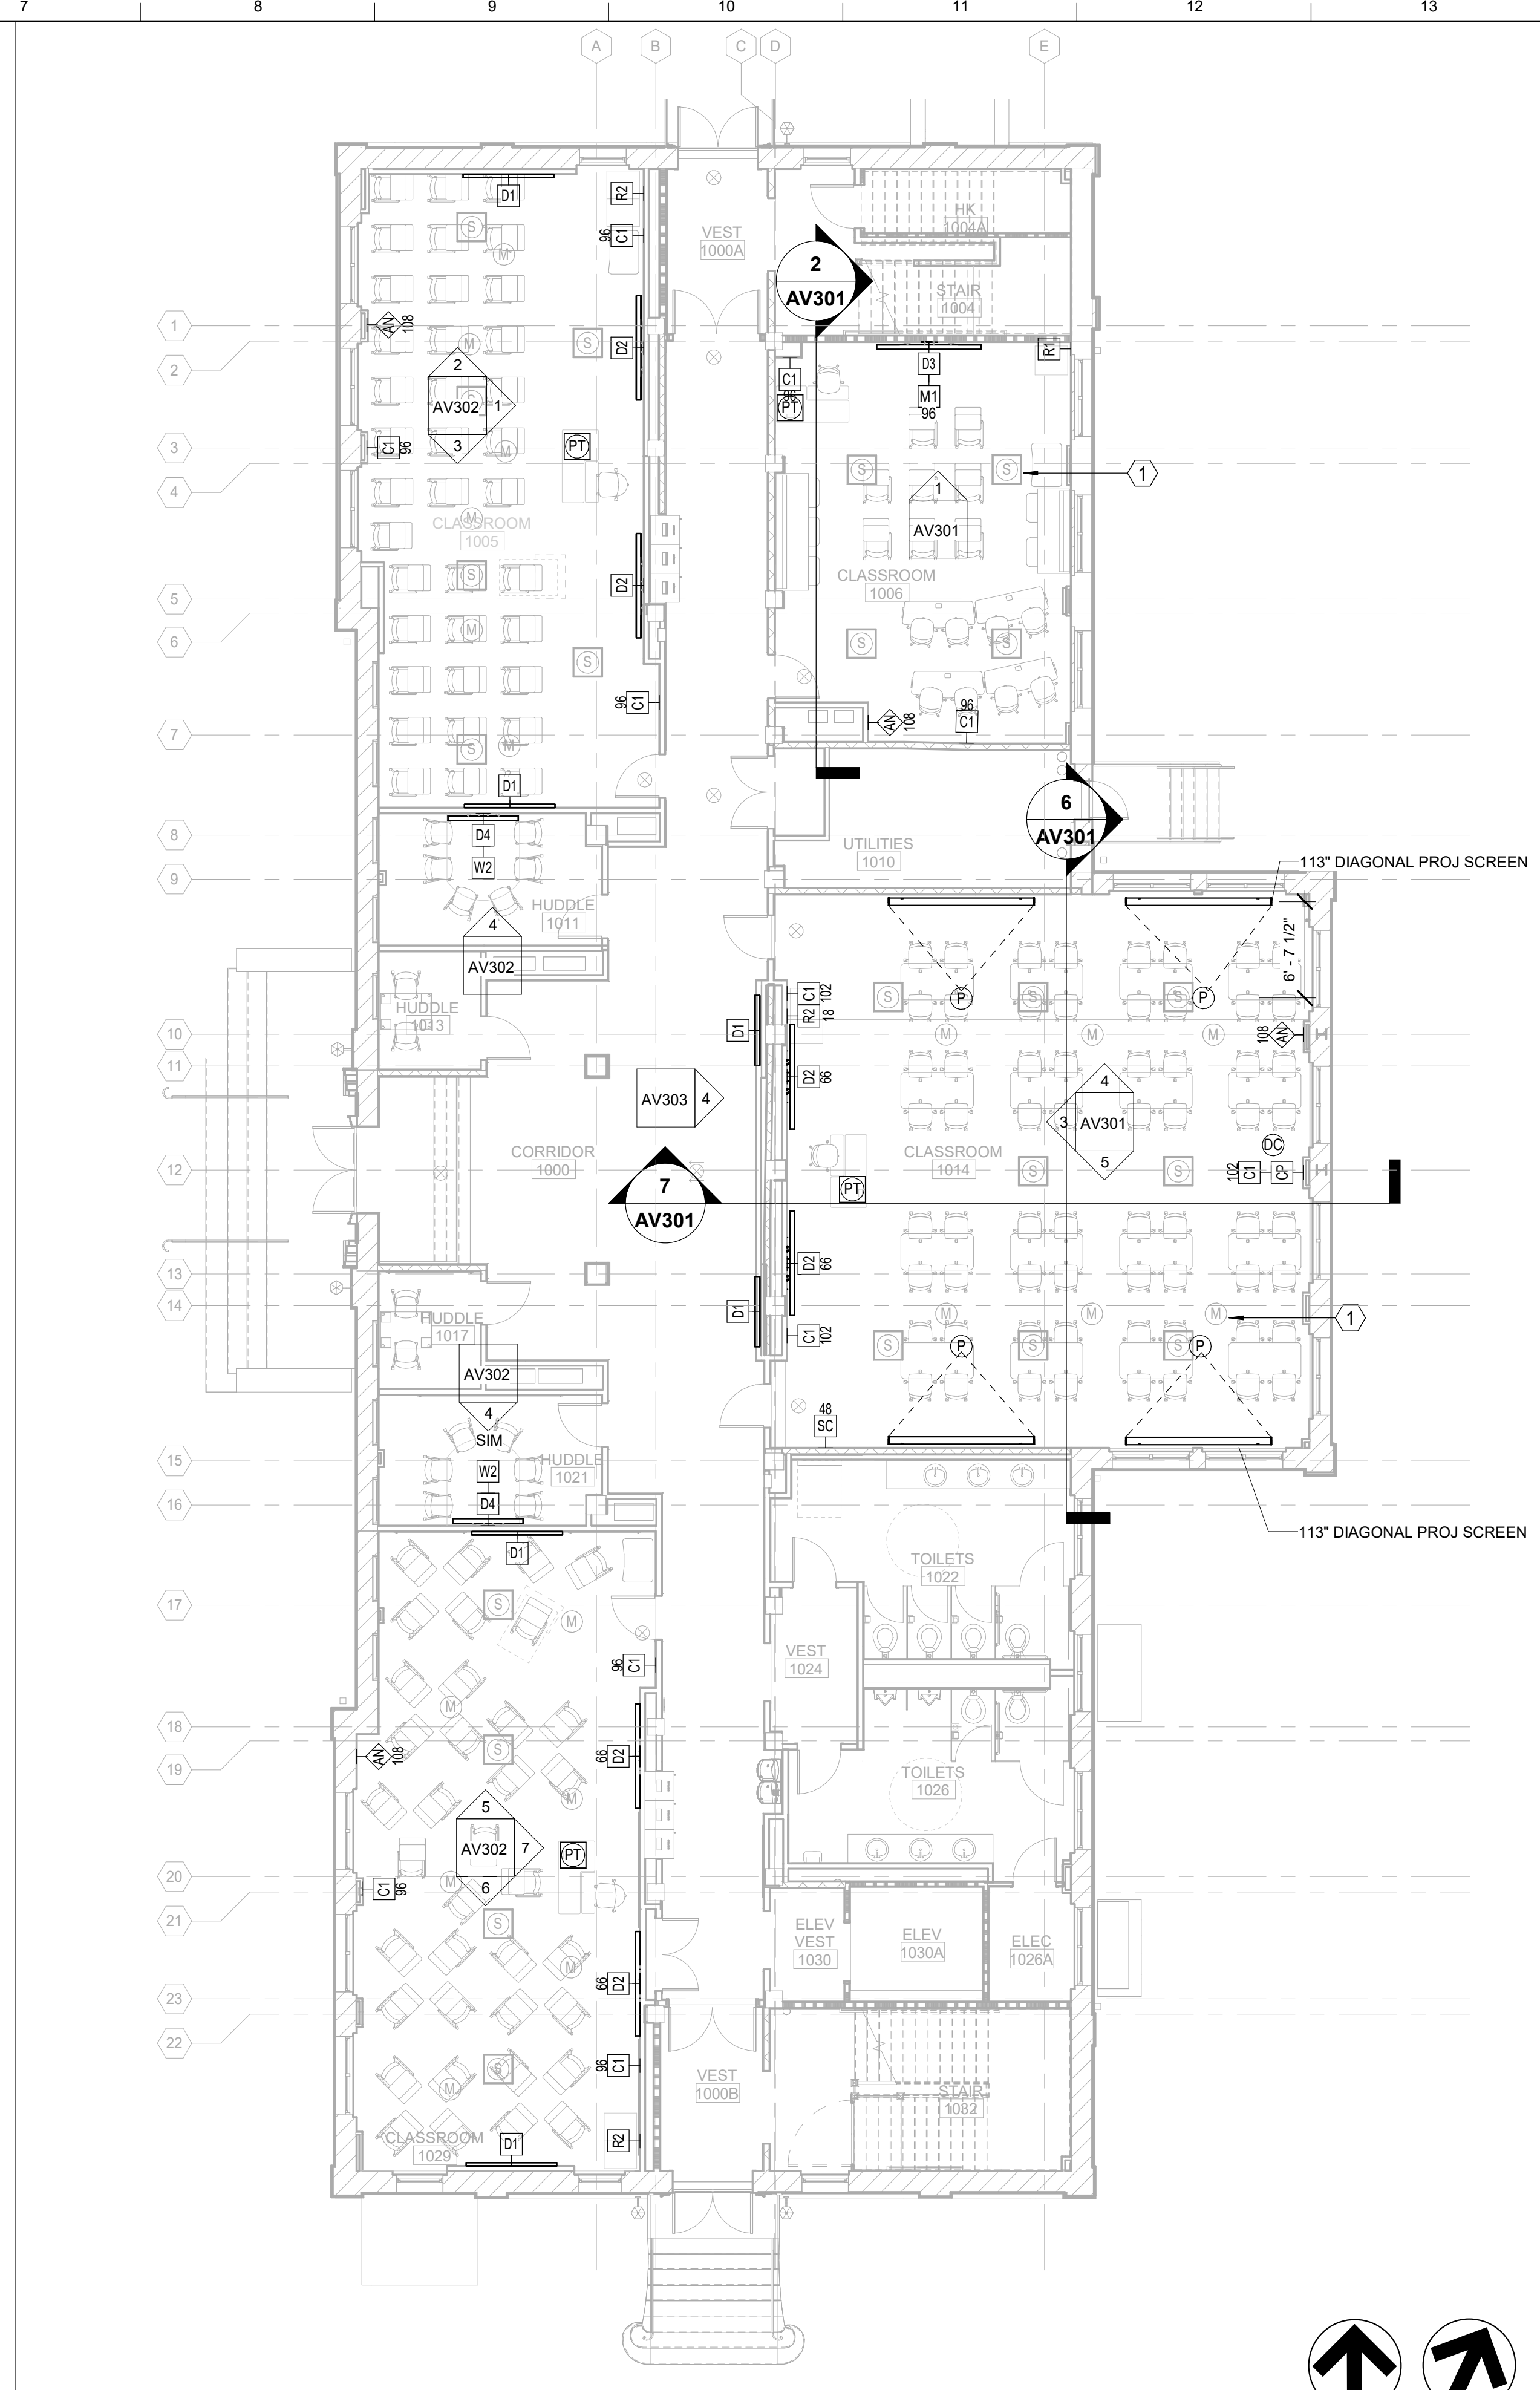 7 8 9 10 11 12 13
A B C D E
D1
R2
S
96 C1
M
VEST
1000A
HK
1004A
2
AV301
STAIR
1004
1
AN 108
M
S
D2
2
D3
R1
C1
96
PT
M1
96
2
AV302 1
3
3
C1 96
M
PT
S
S
1
4
1
AV301
M
CLASSROOM
1005
S
D2
CLASSROOM
1006
5
6
M
S
S
S
96 C1
AN 108
96
C1
7
S
M
D1
6
AV301
8
D4
UTILITIES
1010
W2
9
113" DIAGONAL PROJ SCREEN
HUDDLE
1011
4
AV302
6' - 7 1/2"
HUDDLE
1013
C1 102
R2 18
S
P
S
S
P
10
D1
M
M
M
108 AN
11
D2 66
AV303 4
4
3 AV301
5
DC
CORRIDOR
1000
CLASSROOM
1014
12
S
S
102 C1
CP
PT
7
AV301
D2 66
13
14
D1
HUDDLE
1017
M
M
M
1
C1 102
S
P
S
S
P
AV302
4
SIM
48
SC
15
W2
HUDDLE
1021
16
D4
113" DIAGONAL PROJ SCREEN
D1
TOILETS
1022
17
S
M
96 C1
VEST
1024
M
18
S
AN 108
66 D2
19
TOILETS
1026
M
5
AV302 7
6
PT
20
M
C1 96
21
S
ELEV
VEST
1030
ELEV
1030A
ELEC
1026A
M
66 D2
23
22
96 C1
S
M
VEST
1000B
STAIR
1032
CLASSROOM
1029
D1
R2